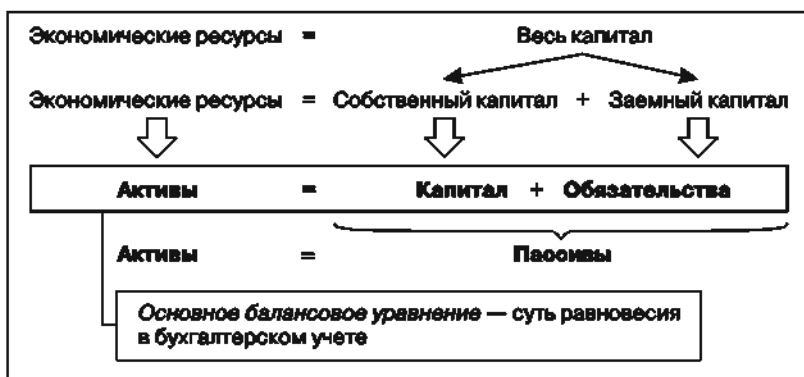 Экономические ресурсы = Весь капитал
Экономические ресурсы = Собственный капитал + Заемный капитал
Активы = Капитал + Обязательства
Активы = Пассивы
Основное балансовое уравнение — суть равновесия
в бухгалтерском учете